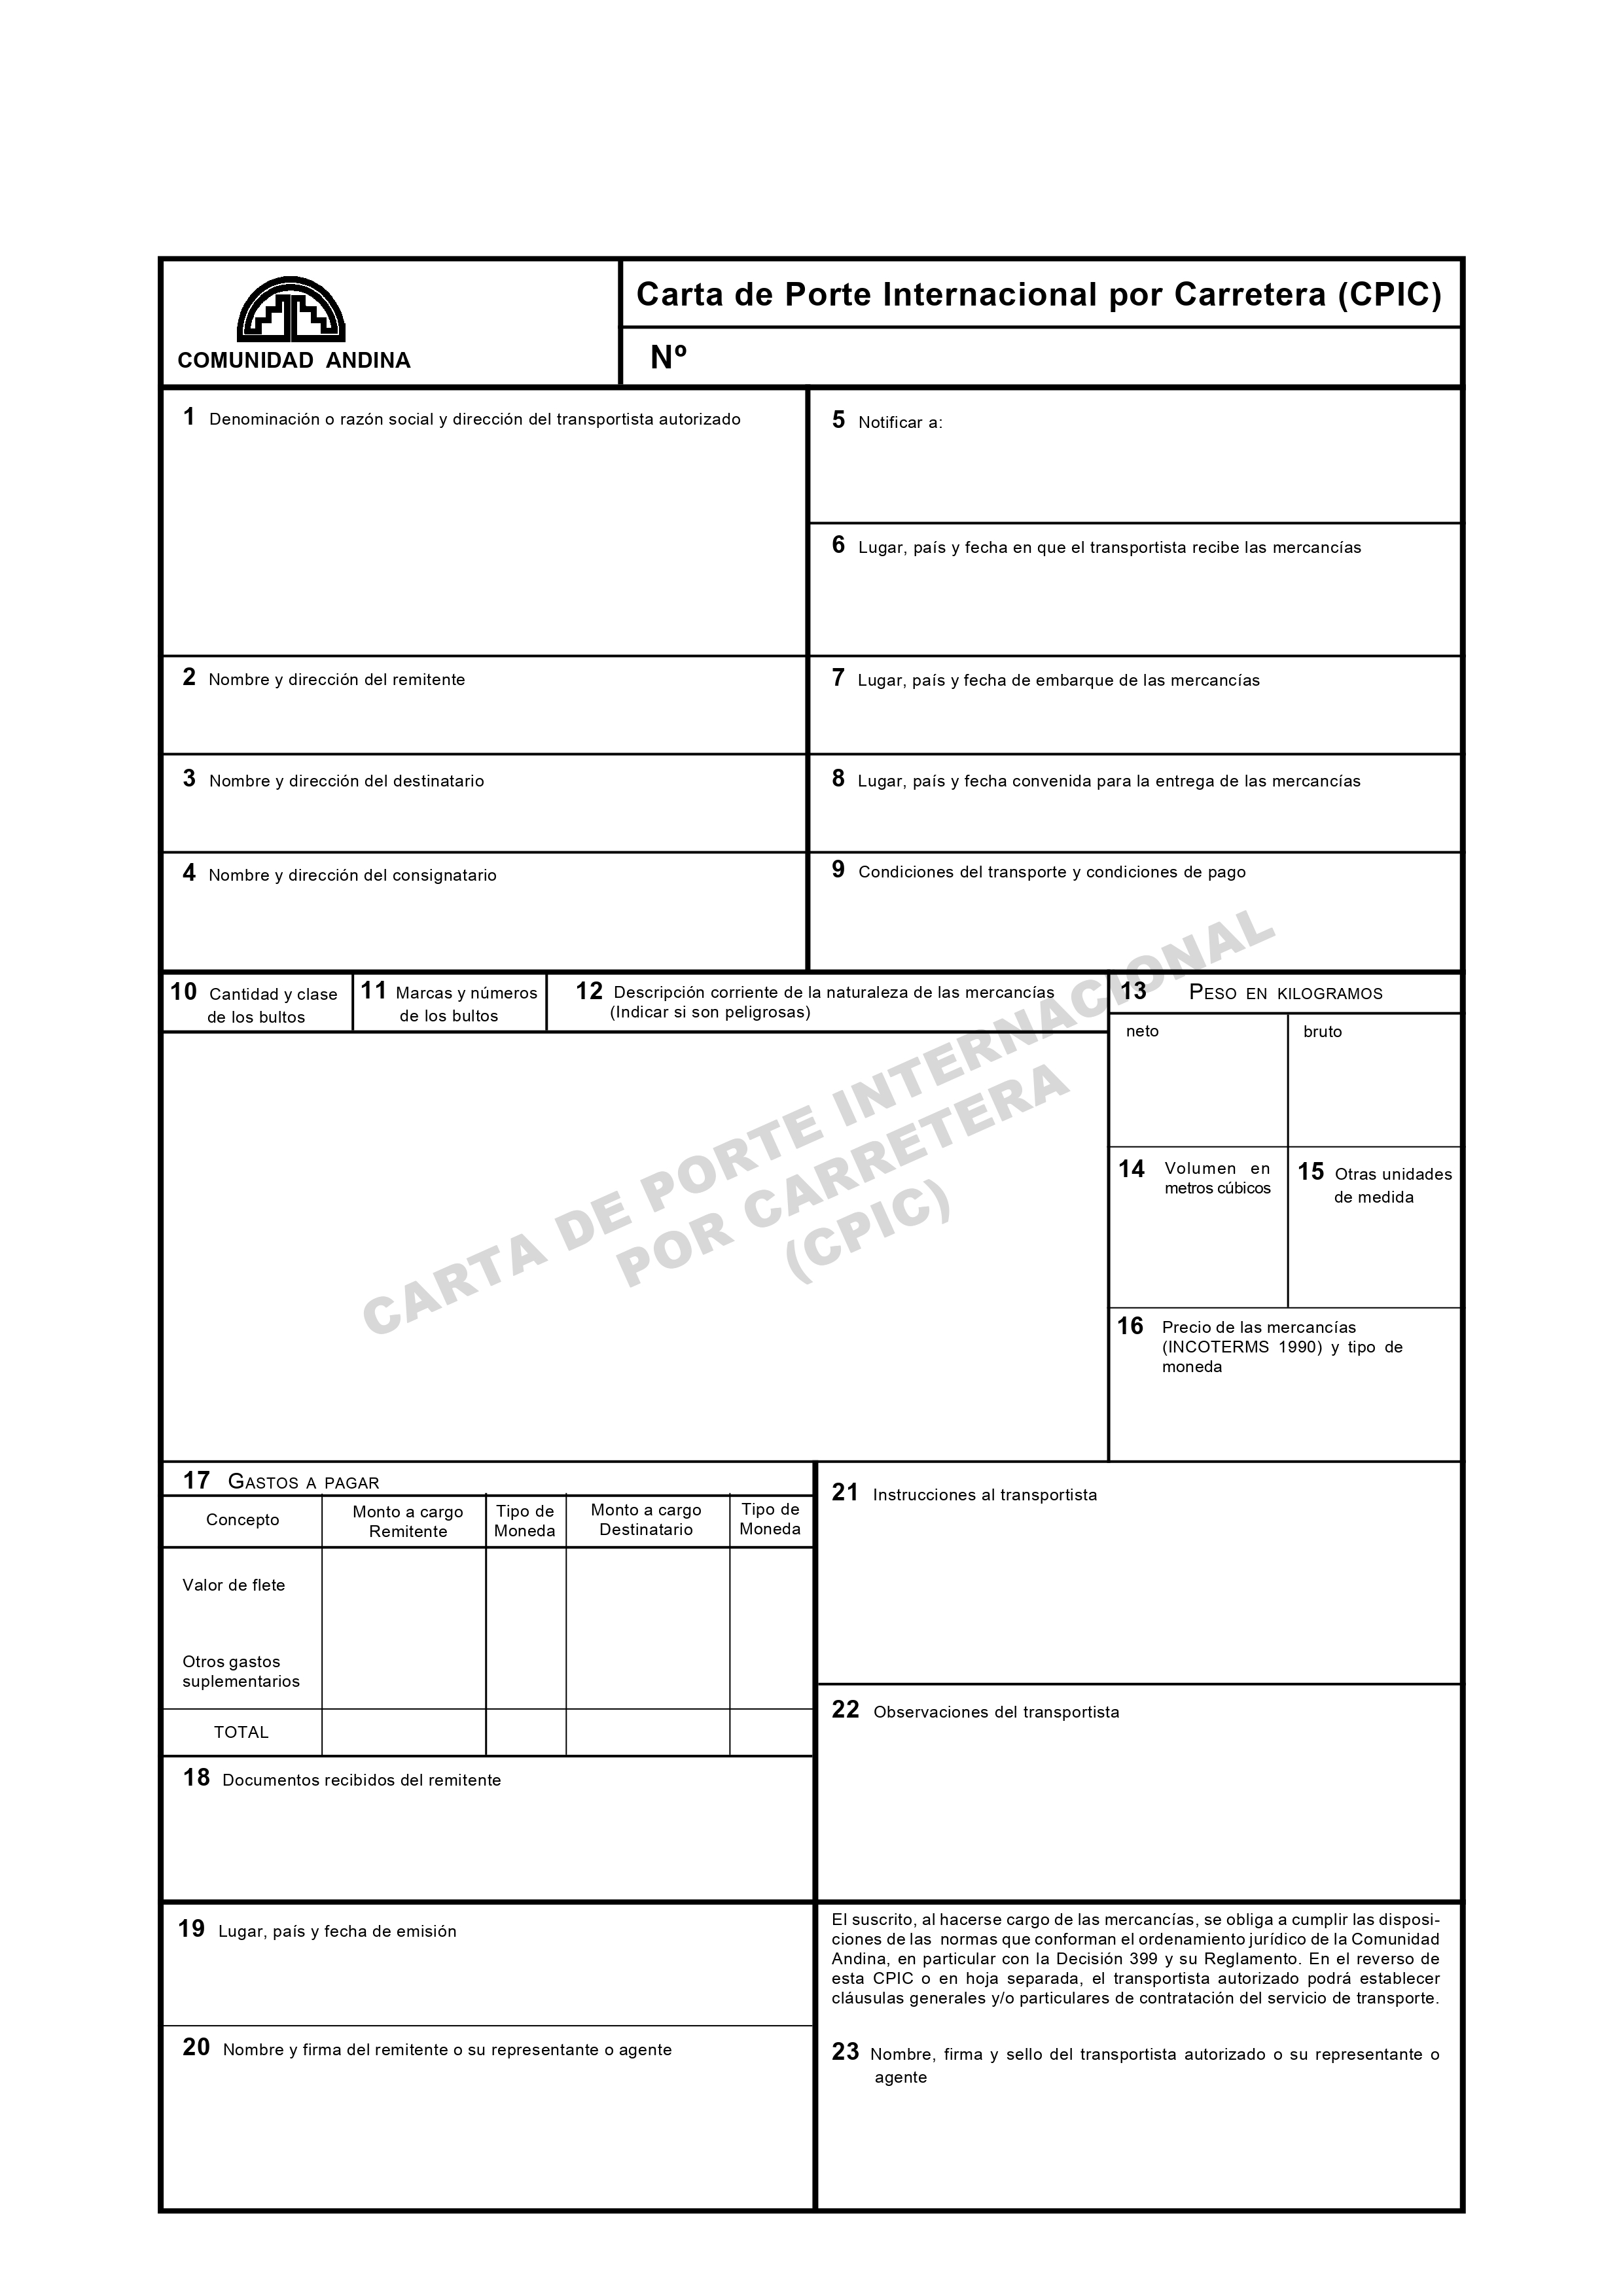 COMUNIDAD ANDINA
Carta de Porte Internacional por Carretera (CPIC)
Nº
1 Denominación o razón social y dirección del transportista autorizado
5 Notificar a:
6 Lugar, país y fecha en que el transportista recibe las mercancías
2 Nombre y dirección del remitente
7 Lugar, país y fecha de embarque de las mercancías
3 Nombre y dirección del destinatario
8 Lugar, país y fecha convenida para la entrega de las mercancías
4 Nombre y dirección del consignatario
9 Condiciones del transporte y condiciones de pago
10 Cantidad y clase
de los bultos
11 Marcas y números
de los bultos
12 Descripción corriente de la naturaleza de las mercancías
(Indicar si son peligrosas)
13 PESO EN KILOGRAMOS
neto
bruto
14 Volumen en
metros cúbicos
15 Otras unidades
de medida
16 Precio de las mercancías
(INCOTERMS 1990) y tipo de
moneda
CARTA DE PORTE INTERNACIONAL
POR CARRETERA
(CPIC)
17 GASTOS A PAGAR
Concepto
Monto a cargo
Remitente
Tipo de
Moneda
Monto a cargo
Destinatario
Tipo de
Moneda
Valor de flete
Otros gastos
suplementarios
TOTAL
21 Instrucciones al transportista
22 Observaciones del transportista
18 Documentos recibidos del remitente
19 Lugar, país y fecha de emisión
20 Nombre y firma del remitente o su representante o agente
El suscrito, al hacerse cargo de las mercancías, se obliga a cumplir las disposi-
ciones de las normas que conforman el ordenamiento jurídico de la Comunidad
Andina, en particular con la Decisión 399 y su Reglamento. En el reverso de
esta CPIC o en hoja separada, el transportista autorizado podrá establecer
cláusulas generales y/o particulares de contratación del servicio de transporte.
23 Nombre, firma y sello del transportista autorizado o su representante o
agente